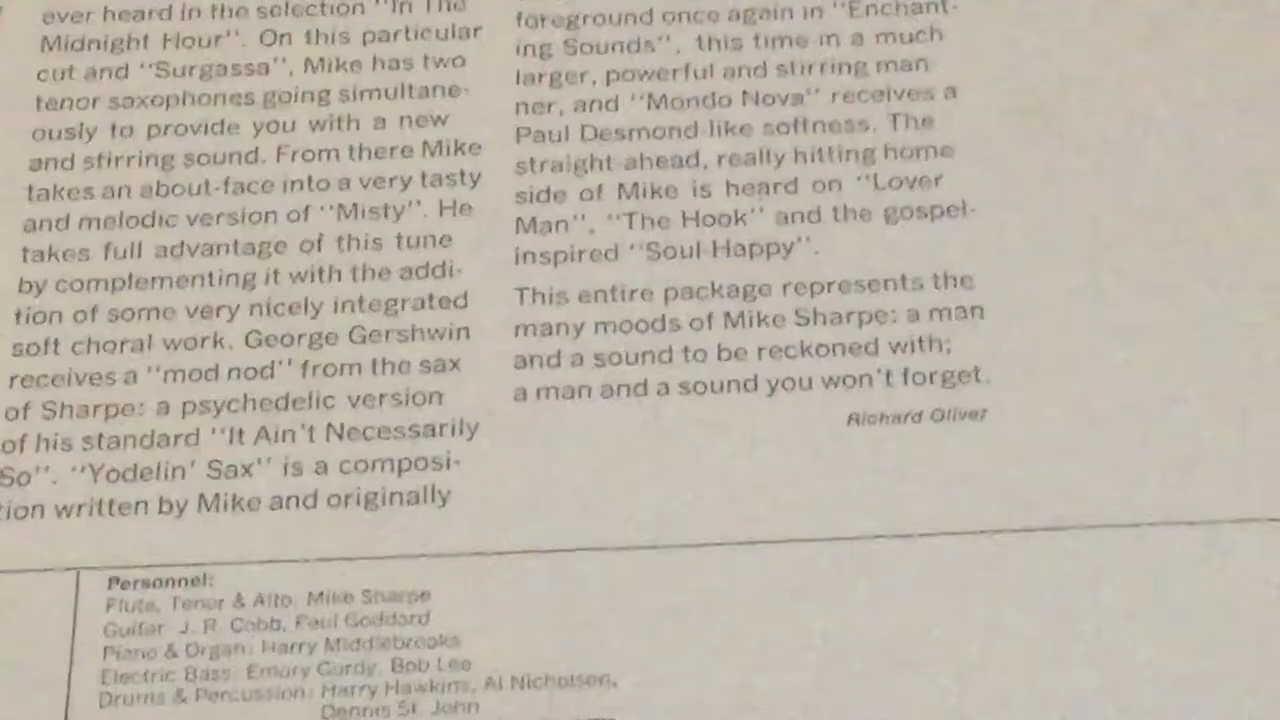 ever heard in the selection "In The
Midnight Hour". On this particular
cut and "Surgassa", Mike has two
tenor saxophones going simultane-
ously to provide you with a new
and stirring sound. From there Mike
takes an about-face into a very tasty
and melodic version of "Misty". He
takes full advantage of this tune
by complementing it with the addi-
tion of some very nicely integrated
soft choral work. George Gershwin
receives a "mod nod" from the sax
of Sharpe: a psychedelic version
of his standard "It Ain't Necessarily
So". "Yodelin' Sax" is a composi-
tion written by Mike and originally
foreground once again in "Enchant-
ing Sounds", this time in a much
larger, powerful and stirring man
ner, and "Mondo Nova" receives a
Paul Desmond-like softness. The
straight ahead, really hitting home
side of Mike is heard on "Lover
Man", "The Hook" and the gospel-
inspired "Soul Happy".
This entire package represents the
many moods of Mike Sharpe: a man
and a sound to be reckoned with;
a man and a sound you won't forget.
Richard Oliver
Personnel:
Flute, Tenor & Alto: Mike Sharpe
Guitar: J. R. Cobb, Paul Goddard
Piano & Organ: Harry Middlebrooks
Electric Bass: Emory Gordy, Bob Lee
Drums & Percussion: Harry Hawkins, Al Nicholson,
Dennis St. John